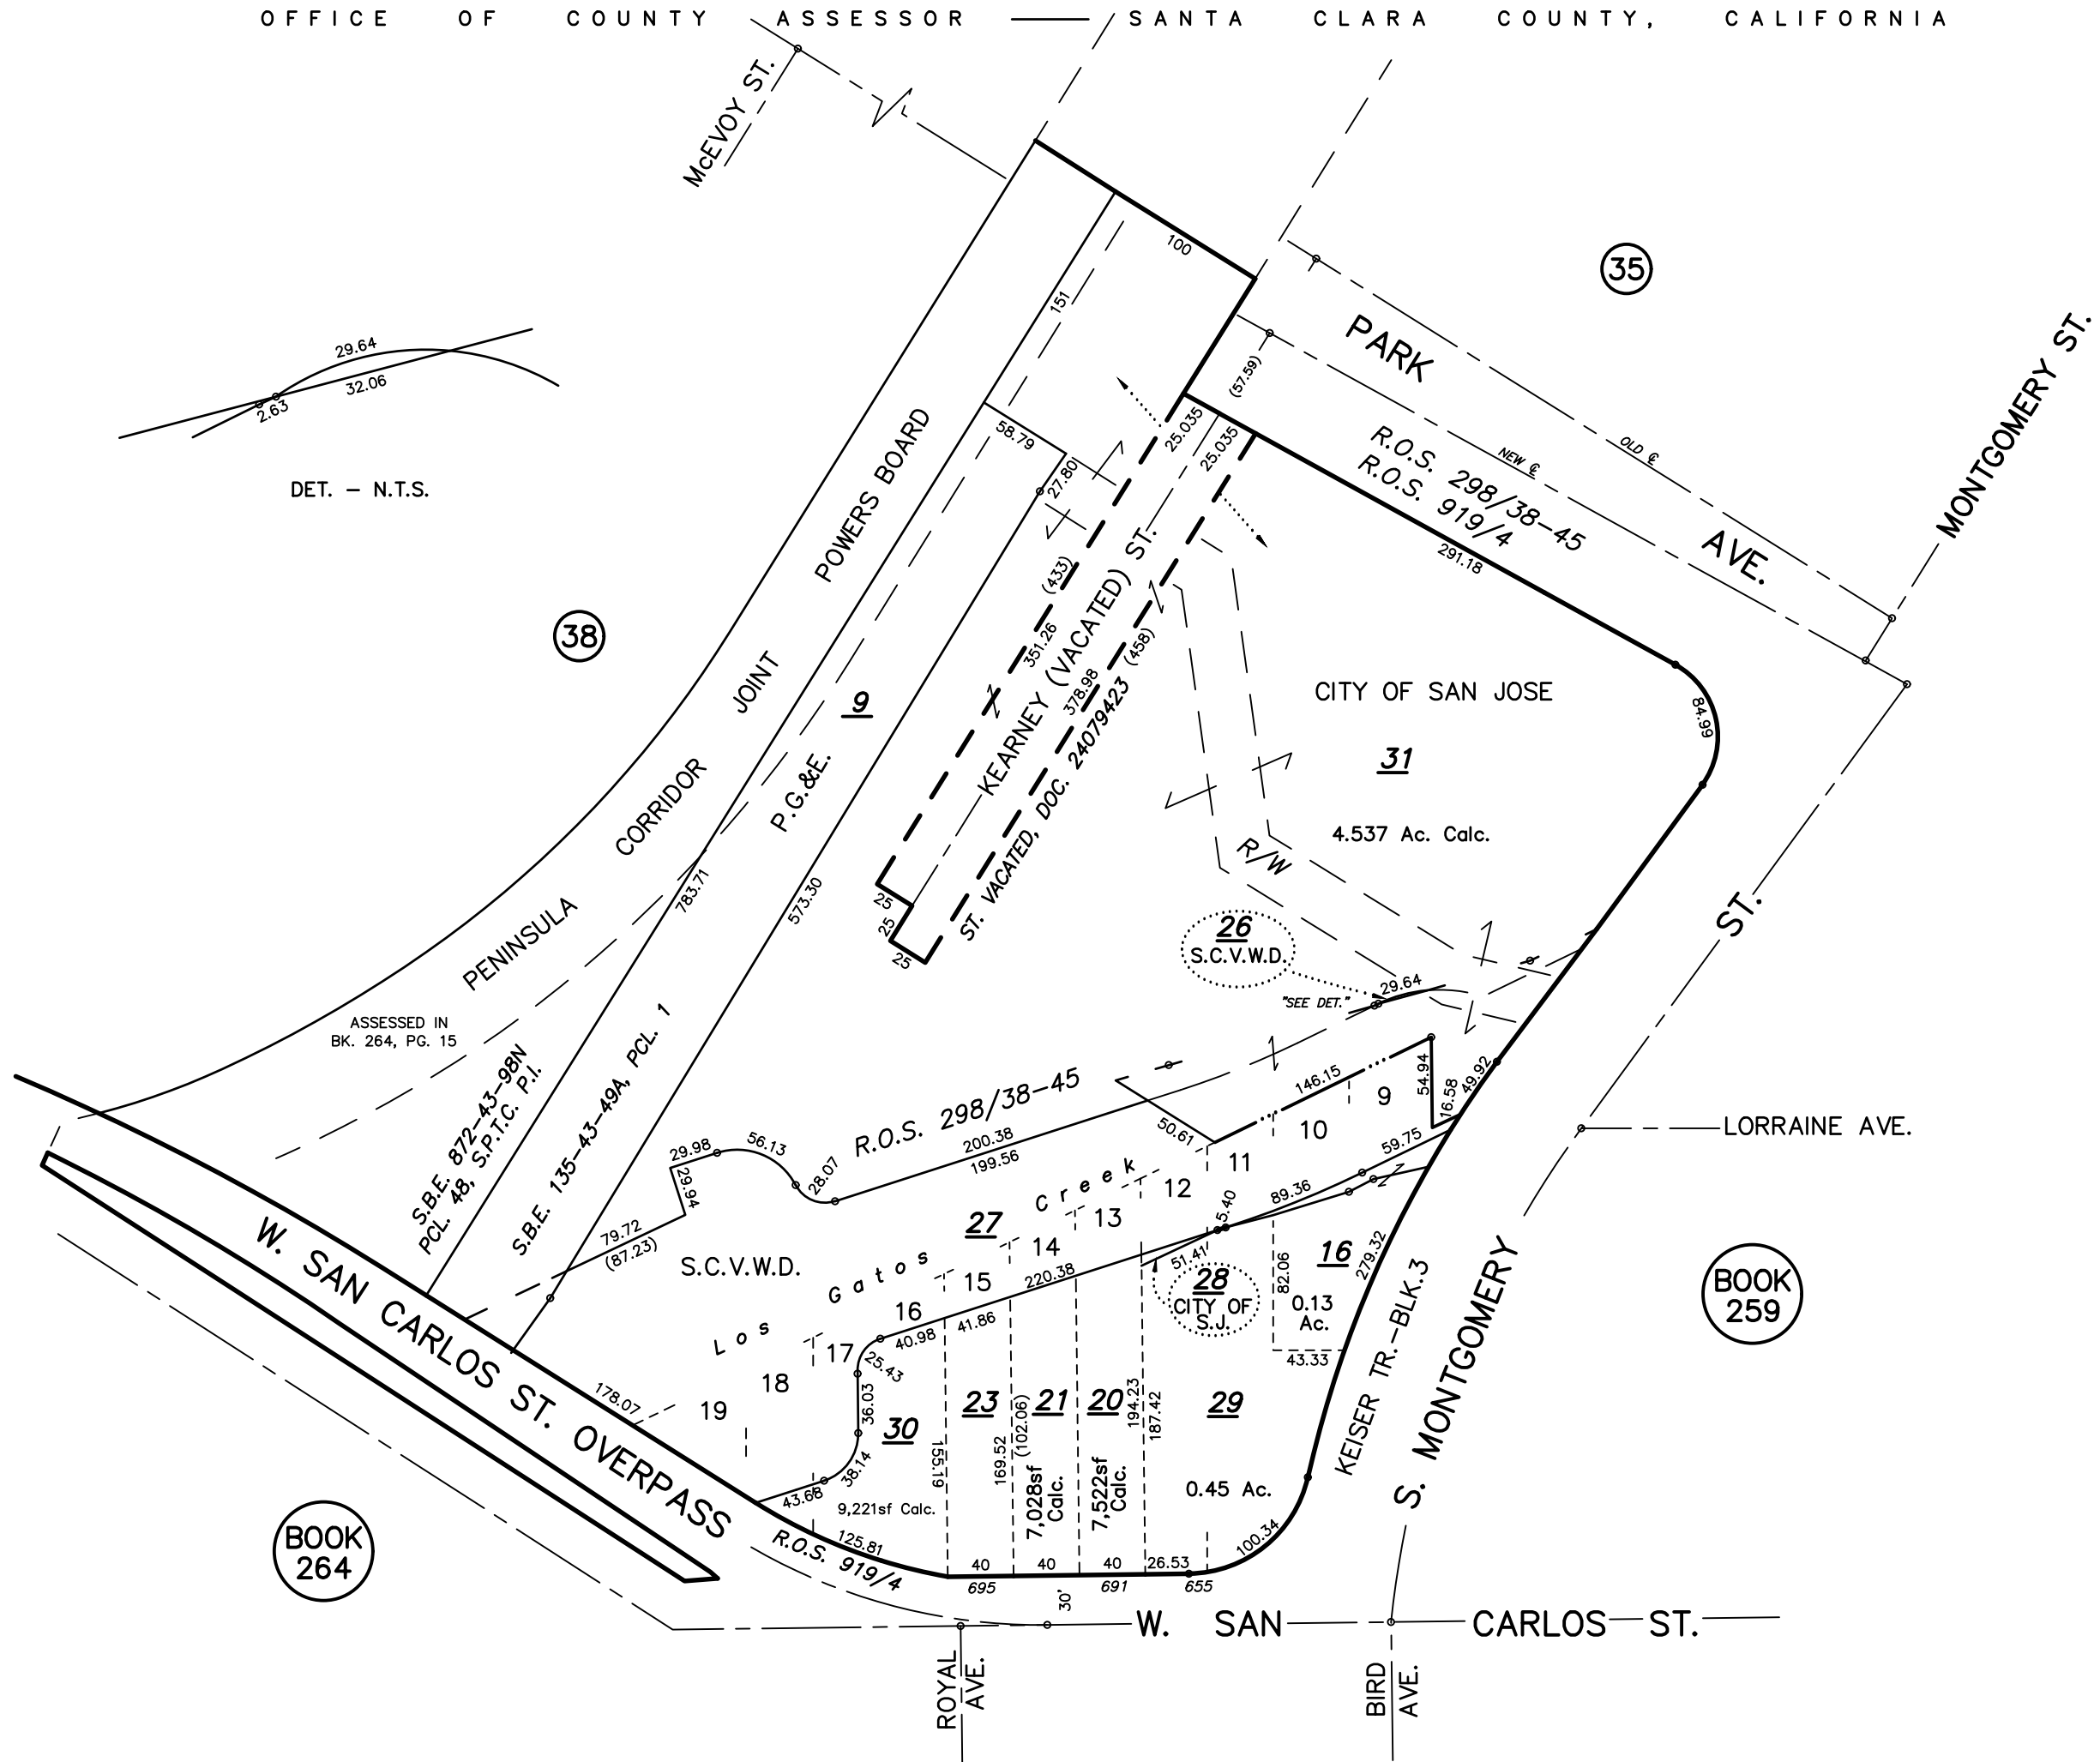 OFFICE OF COUNTY ASSESSOR — SANTA CLARA COUNTY, CALIFORNIA
McEVOY ST.
100
35
151
PARK
AVE.
(57.59)
MONTGOMERY ST.
29.64
32.06
2.63
DET. – N.T.S.
58.79
27.80
25.035
25.035
R.O.S. 298/38-45
R.O.S. 919/4
NEW ℄
OLD ℄
291.18
POWERS BOARD
JOINT
CORRIDOR
PENINSULA
38
9
P.G.&E.
(433)
351.26
KEARNEY (VACATED) ST.
378.98
(458)
ST. VACATED, DOC. 24079423
CITY OF SAN JOSE
31
4.537 Ac. Calc.
84.99
R/W
783.71
573.30
25
25
25
26
S.C.V.W.D.
"SEE DET."
29.64
ST.
ASSESSED IN
BK. 264, PG. 15
S.B.E. 872-43-98N
PCL. 48, S.P.T.C. P.I.
S.B.E. 135-43-49A, PCL. 1
R.O.S. 298/38-45
200.38
199.56
29.98
56.13
28.07
29.94
79.72
(87.23)
S.C.V.W.D.
50.61
146.15
54.94
16.58
49.92
9
10
11
12
13
14
15
16
17
18
19
59.75
89.36
5.40
LORRAINE AVE.
Los Gatos Creek
27
220.38
51.41
28
CITY OF
S.J.
82.06
16
0.13
Ac.
43.33
279.32
KEISER TR.-BLK.3
S. MONTGOMERY
BOOK
259
W. SAN CARLOS ST. OVERPASS
178.07
40.98
41.86
25.43
36.03
38.14
43.68
30
9,221sf Calc.
155.19
23
169.52
(102.06)
21
7,028sf
Calc.
20
7,522sf
Calc.
194.23
187.42
29
0.45 Ac.
100.34
125.81
R.O.S. 919/4
40
40
40
26.53
695
691
655
30'
BOOK
264
W. SAN CARLOS ST.
ROYAL
AVE.
BIRD
AVE.